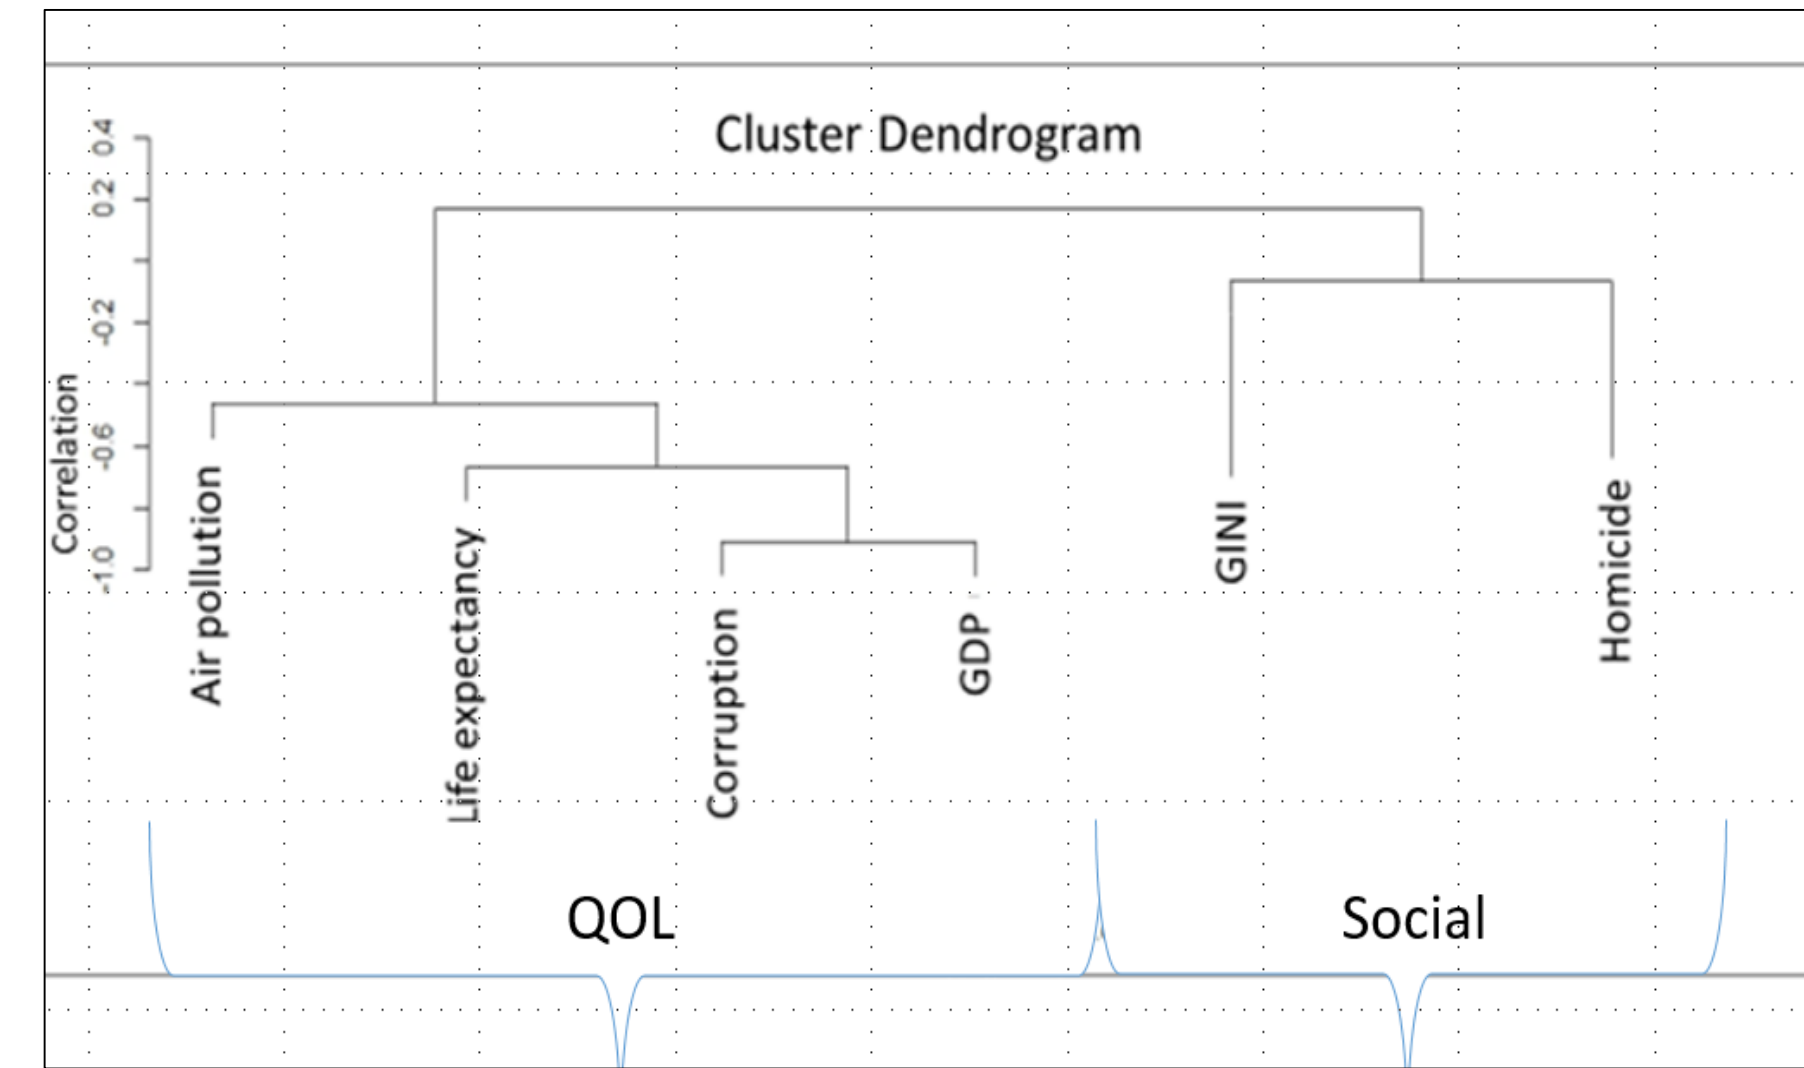 Cluster Dendrogram
0.4
0.2
-0.2
-0.6
-1.0
Correlation
Air pollution
Life expectancy
Corruption
GDP
GINI
Homicide
QOL
Social